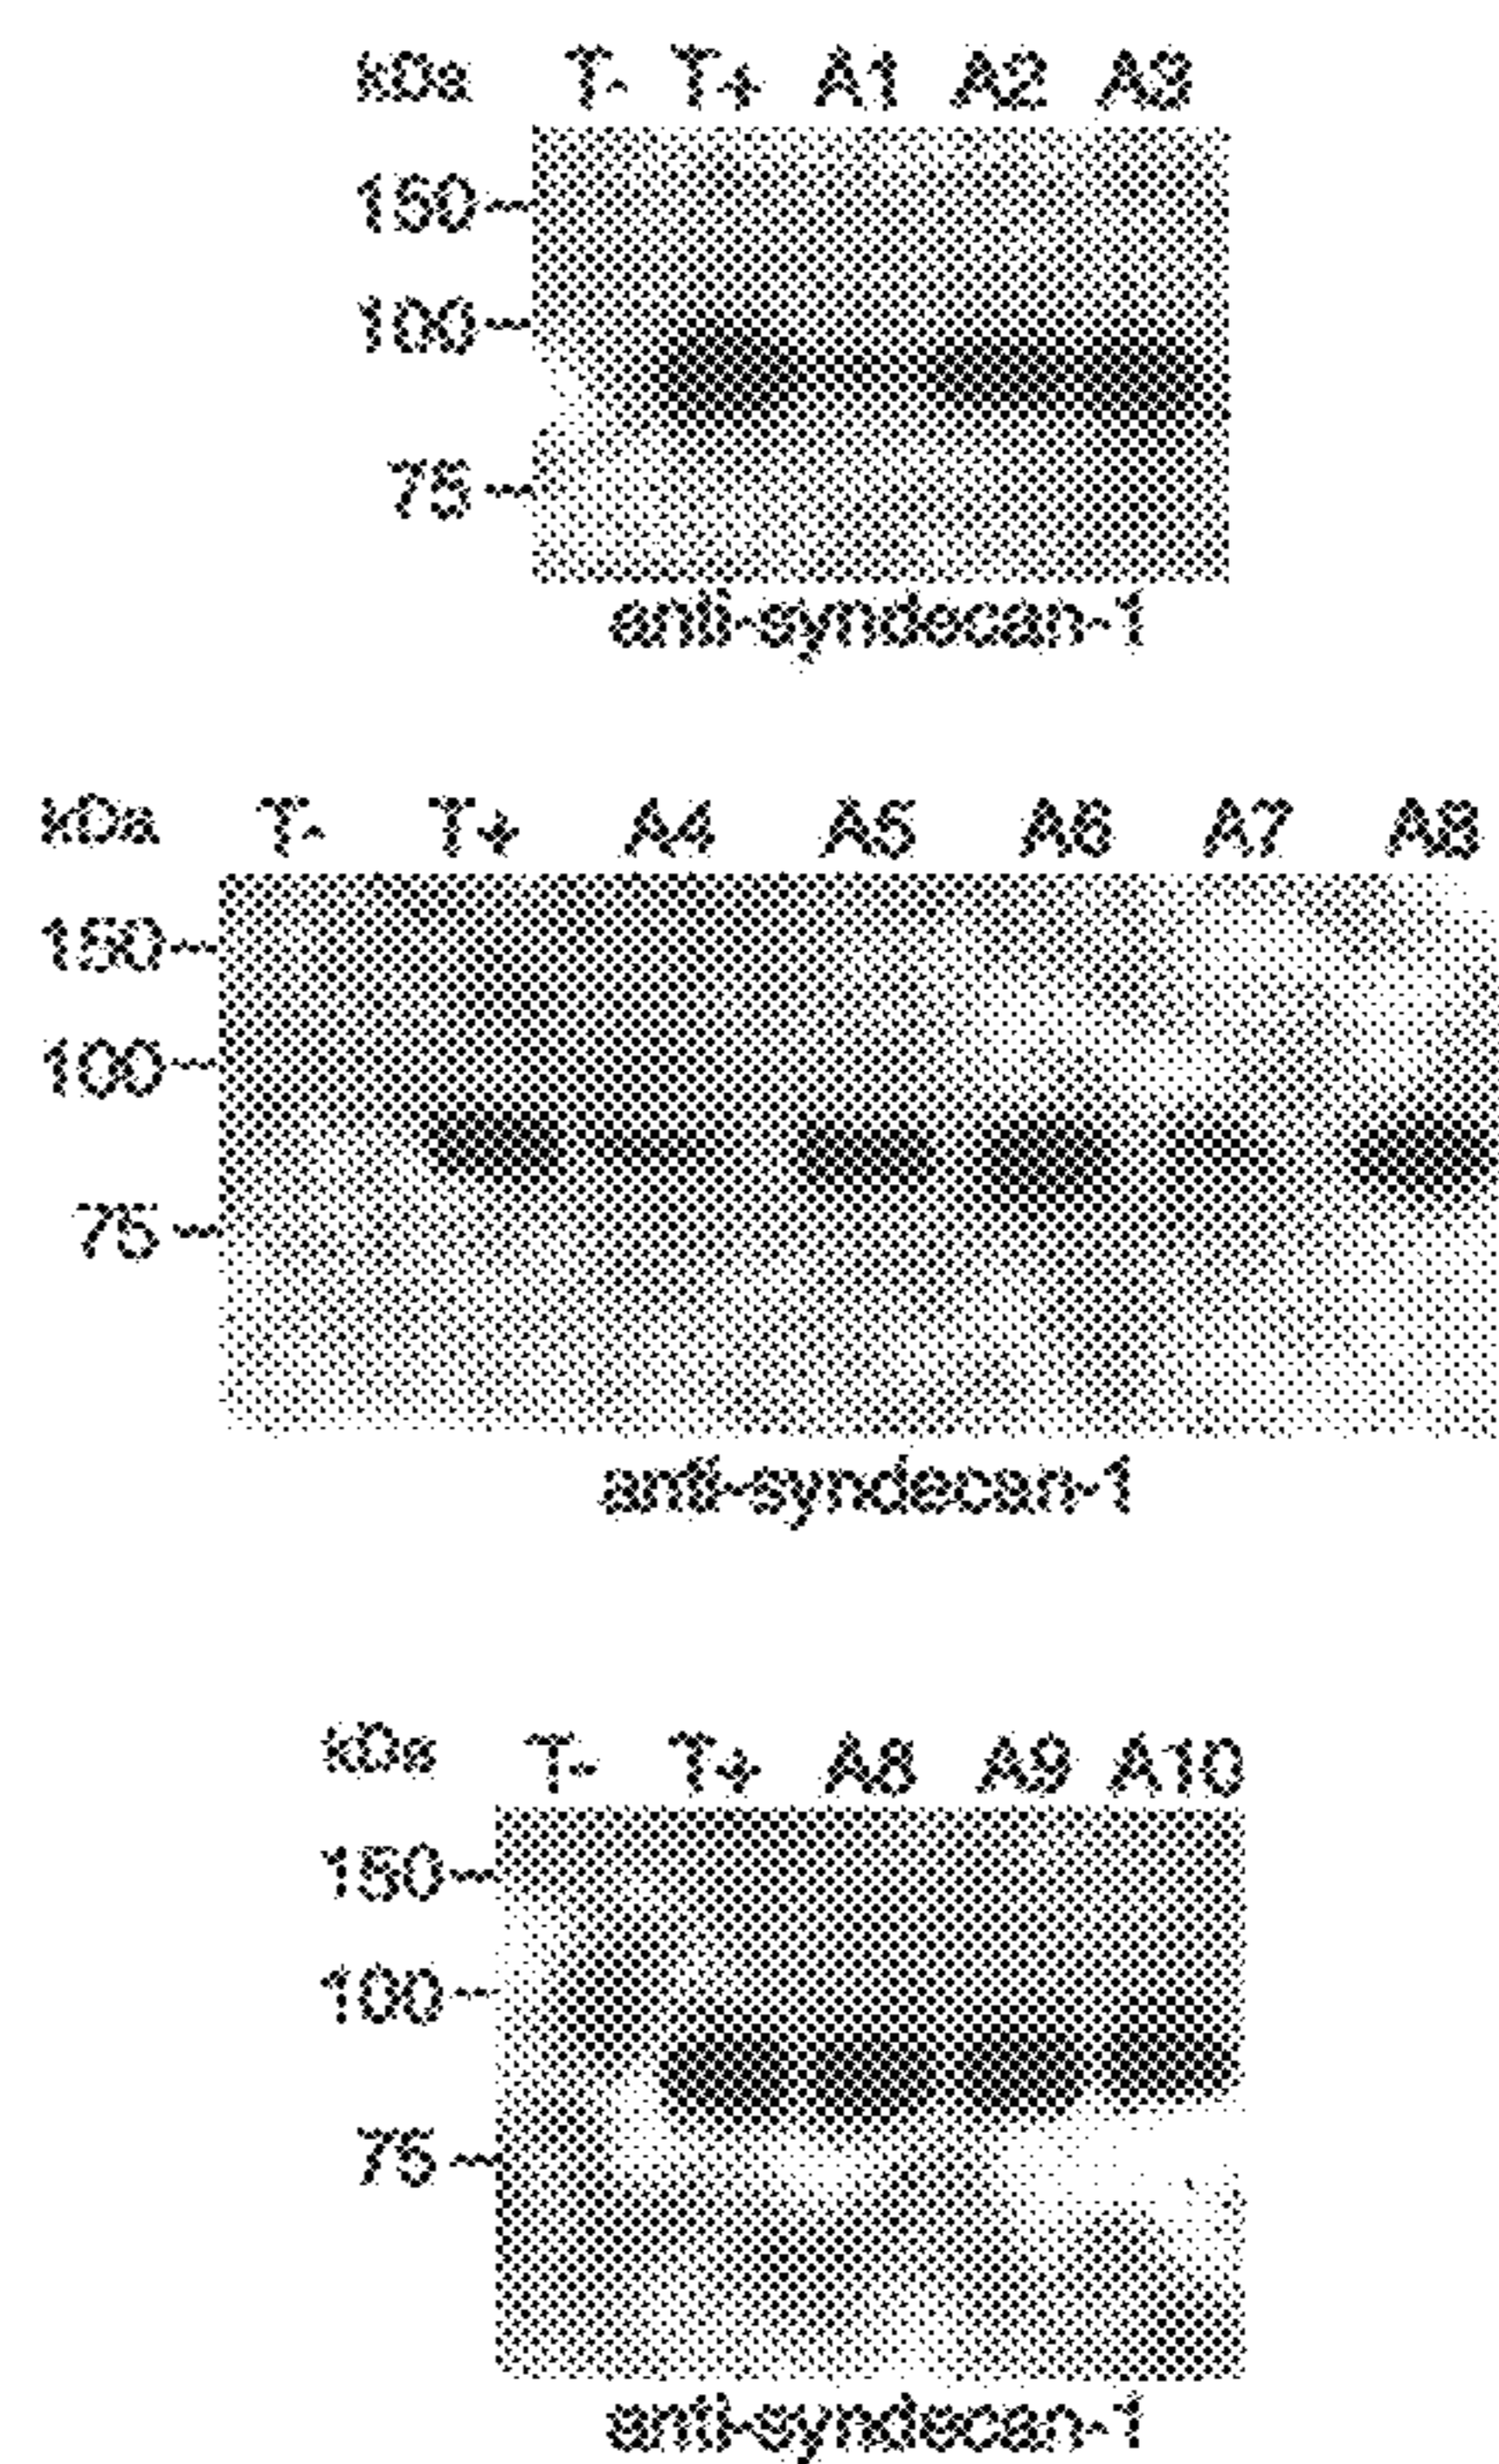 kDa T- T+ A1 A2 A3
150
100
75
anti-syndecan-1
kDa T- T+ A4 A5 A6 A7 A8
150
100
75
anti-syndecan-1
kDa T- T+ A8 A9 A10
150
100
75
anti-syndecan-1